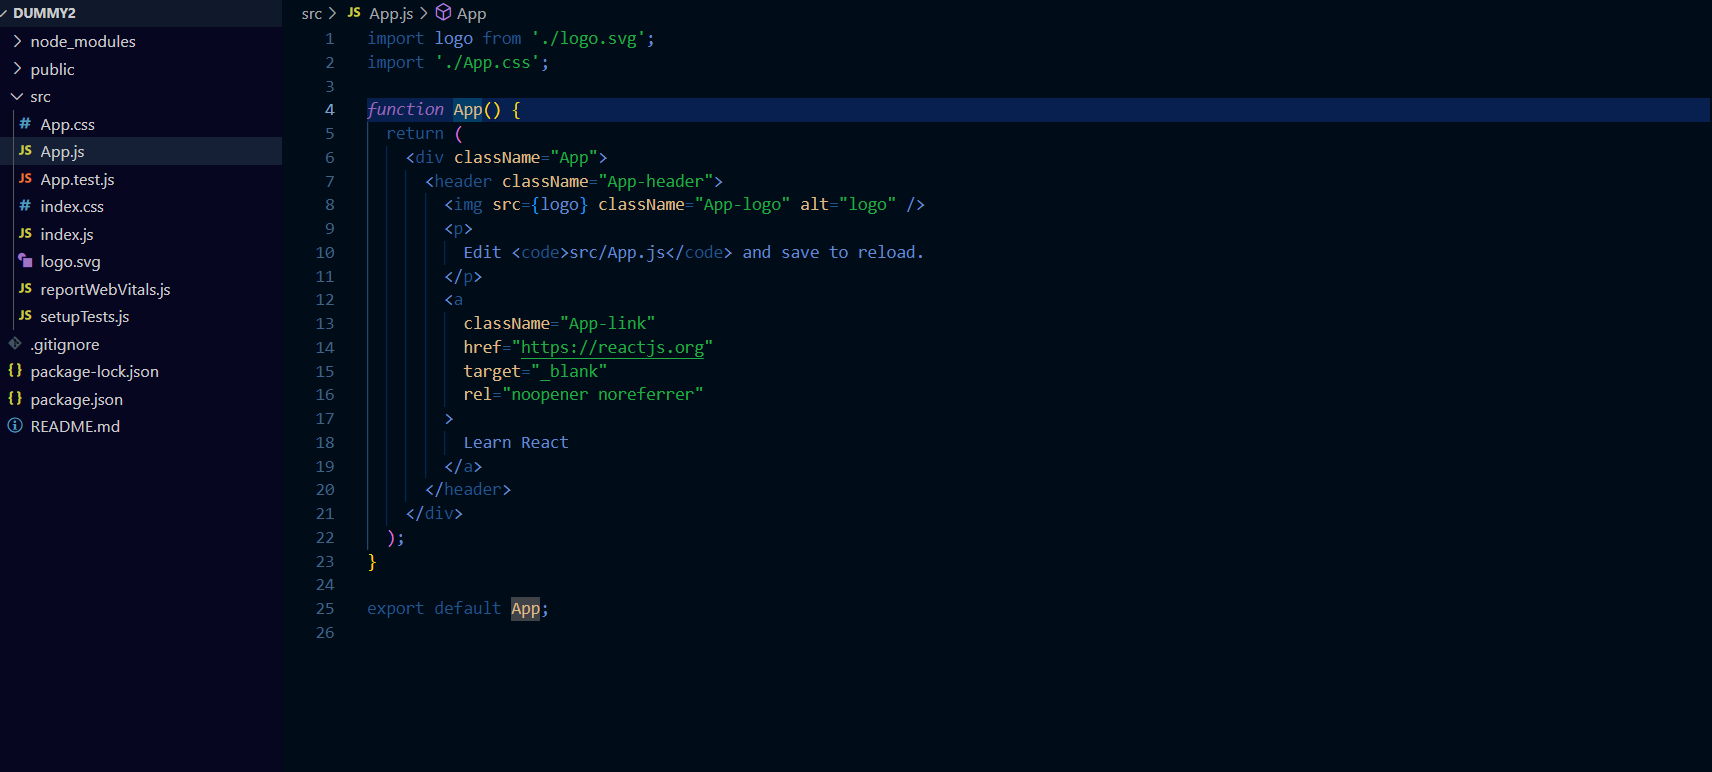 DUMMY2
node_modules
public
src
# App.css
JS App.js
JS App.test.js
# index.css
JS index.js
logo.svg
JS reportWebVitals.js
JS setupTests.js
.gitignore
{} package-lock.json
{} package.json
README.md
src > JS App.js > App
1 import logo from './logo.svg';
2 import './App.css';
3
4 function App() {
5   return (
6     <div className="App">
7       <header className="App-header">
8         <img src={logo} className="App-logo" alt="logo" />
9         <p>
10           Edit <code>src/App.js</code> and save to reload.
11         </p>
12         <a
13           className="App-link"
14           href="https://reactjs.org"
15           target="_blank"
16           rel="noopener noreferrer"
17         >
18           Learn React
19         </a>
20       </header>
21     </div>
22   );
23 }
24
25 export default App;
26